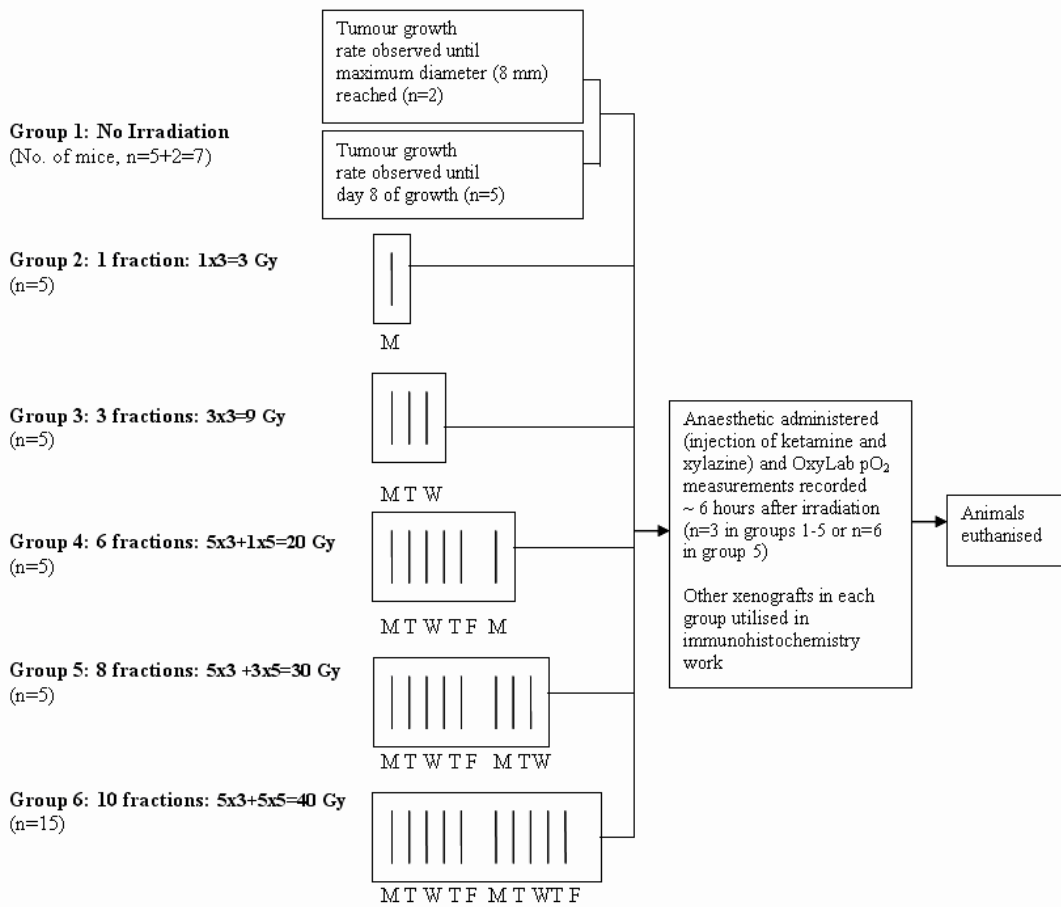 Tumour growth
rate observed until
maximum diameter (8 mm)
reached (n=2)
Group 1: No Irradiation
(No. of mice, n=5+2=7)
Tumour growth
rate observed until
day 8 of growth (n=5)
Group 2: 1 fraction: 1x3=3 Gy
(n=5)
M
Group 3: 3 fractions: 3x3=9 Gy
(n=5)
M T W
Group 4: 6 fractions: 5x3+1x5=20 Gy
(n=5)
M T W T F M
Group 5: 8 fractions: 5x3 +3x5=30 Gy
(n=5)
M T W T F M T W
Group 6: 10 fractions: 5x3+5x5=40 Gy
(n=15)
M T W T F M T W T F
Anaesthetic administered
(injection of ketamine and
xylazine) and OxyLab pO₂
measurements recorded
~ 6 hours after irradiation
(n=3 in groups 1-5 or n=6
in group 5)
Other xenografts in each
group utilised in
immunohistochemistry
work
Animals
euthanised